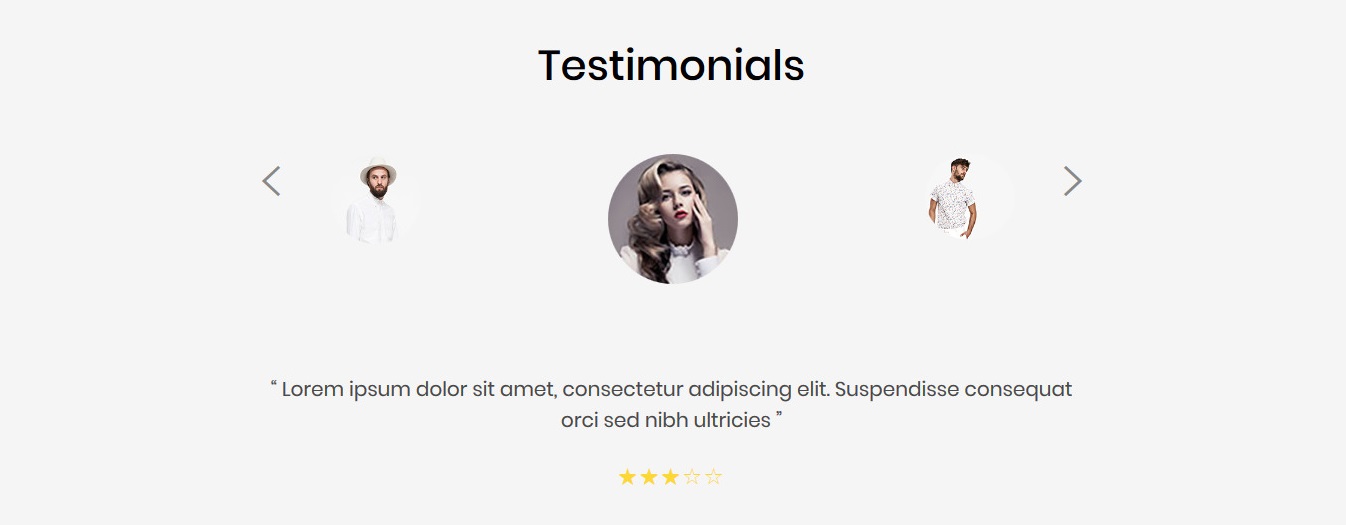 Testimonials
“ Lorem ipsum dolor sit amet, consectetur adipiscing elit. Suspendisse consequat
orci sed nibh ultricies ”
★★★☆☆